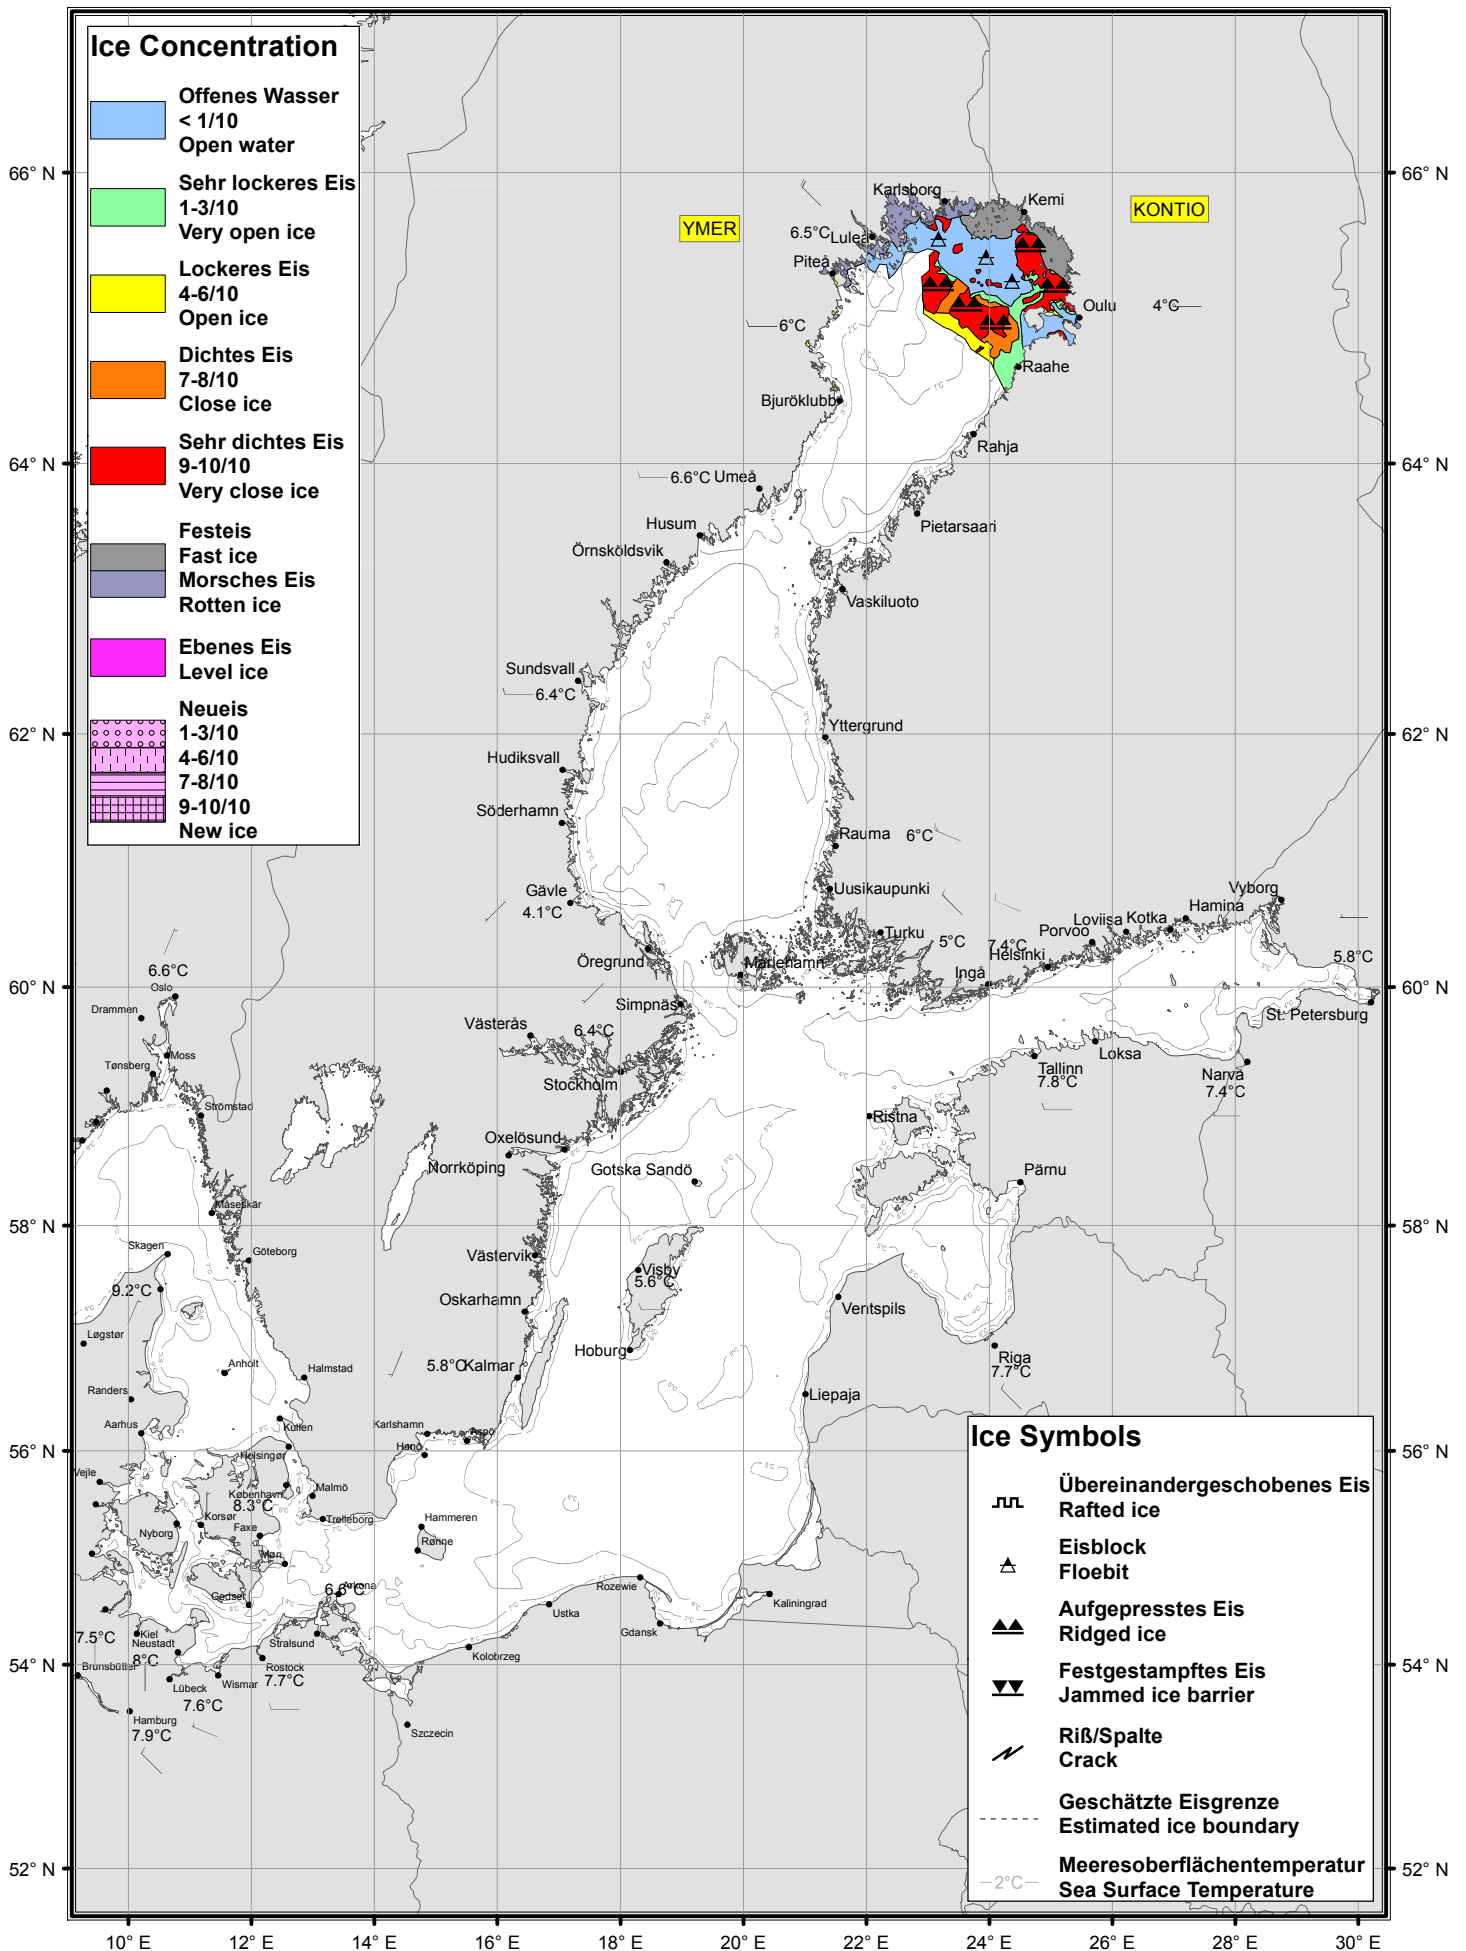 Ice Concentration
Offenes Wasser
< 1/10
Open water
Sehr lockeres Eis
1-3/10
Very open ice
Lockeres Eis
4-6/10
Open ice
Dichtes Eis
7-8/10
Close ice
Sehr dichtes Eis
9-10/10
Very close ice
Festeis
Fast ice
Morsches Eis
Rotten ice
Ebenes Eis
Level ice
Neueis
1-3/10
4-6/10
7-8/10
9-10/10
New ice
66° N
66° N
64° N
64° N
62° N
62° N
60° N
60° N
58° N
58° N
56° N
56° N
54° N
54° N
52° N
52° N
YMER
KONTIO
Karlsborg
Kemi
6.5°C
Luleå
Piteå
Oulu
4°C
6°C
Raahe
Bjuröklubb
Rahja
6.6°C Umeå
Husum
Pietarsaari
Örnsköldsvik
Vaskiluoto
Sundsvall
6.4°C
Yttergrund
Hudiksvall
Söderhamn
Rauma
6°C
Gävle
4.1°C
Uusikaupunki
Vyborg
Hamina
Loviisa
Kotka
Porvoo
Turku
5°C
7.4°C
Helsinki
Öregrund
Mariehamn
Ingå
5.8°C
6.6°C
Oslo
Drammen
Simpnäs
St. Petersburg
Västerås
6.4°C
Moss
Tønsberg
Stockholm
Tallinn
7.8°C
Loksa
Narva
7.4°C
Strömstad
Ristna
Oxelösund
Norrköping
Gotska Sandö
Pärnu
Måseskär
Skagen
Göteborg
Västervik
Visby
5.6°C
9.2°C
Oskarhamn
Ventspils
Løgstør
Hoburg
Anholt
Halmstad
5.8°C
Kalmar
Riga
7.7°C
Randers
Liepaja
Aarhus
Kullen
Karlshamn
Aspö
Hanö
Helsingør
Vejle
København
8.3°C
Malmö
Korsør
Nyborg
Faxe
Trelleborg
Hammeren
Rønne
Møn
Gedser
6.6°C
Arkona
Rozewie
Ustka
Kaliningrad
Gdansk
7.5°C
Kiel
Neustadt
8°C
Stralsund
Kolobrzeg
Brunsbüttel
Lübeck
Wismar
7.6°C
Rostock
7.7°C
Hamburg
7.9°C
Szczecin
Ice Symbols
Übereinandergeschobenes Eis
Rafted ice
Eisblock
Floebit
Aufgepresstes Eis
Ridged ice
Festgestampftes Eis
Jammed ice barrier
Riß/Spalte
Crack
Geschätzte Eisgrenze
Estimated ice boundary
2°C
Meeresoberflächentemperatur
Sea Surface Temperature
10° E
12° E
14° E
16° E
18° E
20° E
22° E
24° E
26° E
28° E
30° E